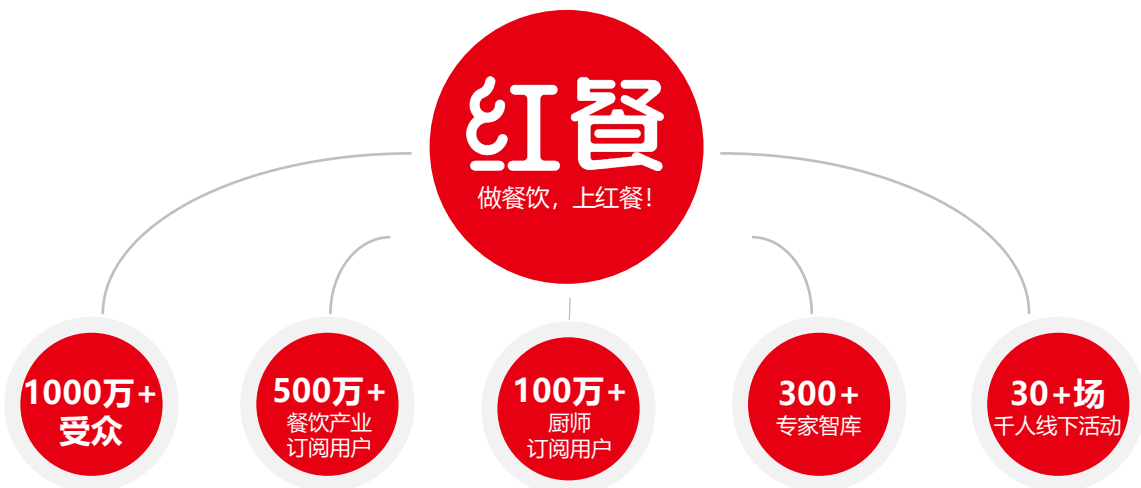 红餐
做餐饮，上红餐！
1000万+
受众
500万+
餐饮产业
订阅用户
100万+
厨师
订阅用户
300+
专家智库
30+场
千人线下活动